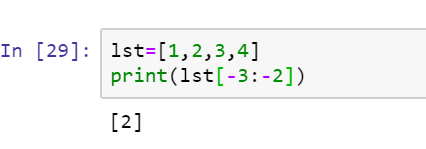 In [29]: lst=[1,2,3,4]
print(lst[-3:-2])
[2]